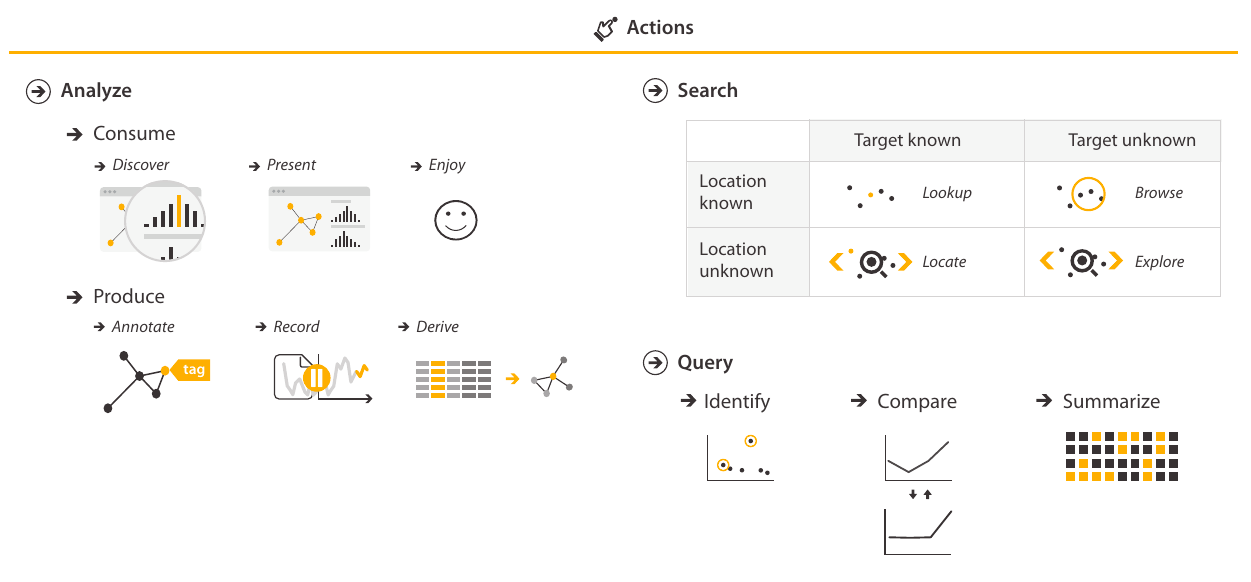 Actions
Analyze
Consume
Discover
Present
Enjoy
Produce
Annotate
Record
Derive
tag
Search
Target known
Target unknown
Location
known
Lookup
Browse
Location
unknown
Locate
Explore
Query
Identify
Compare
Summarize